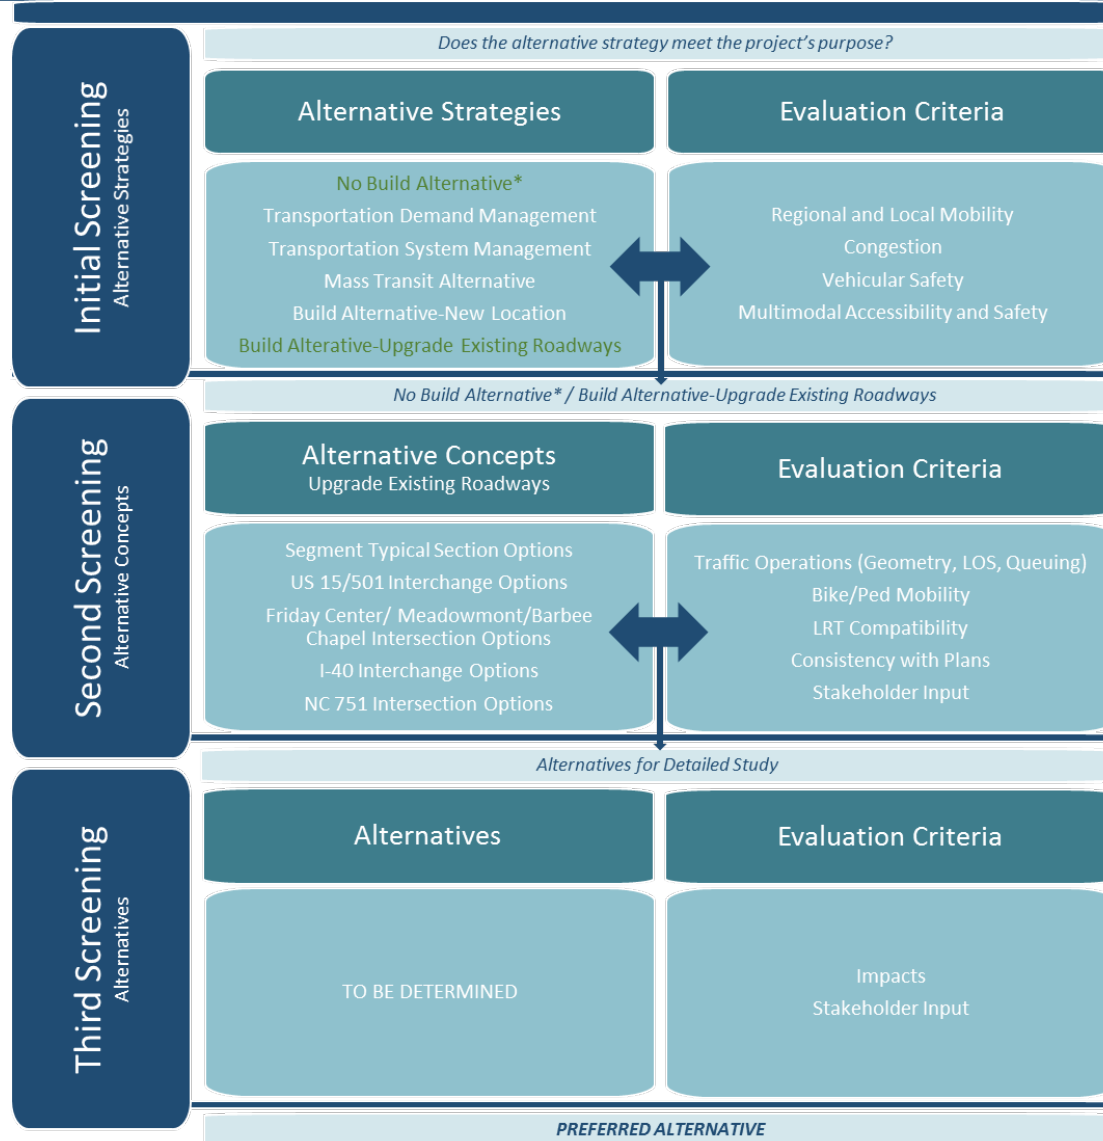 Does the alternative strategy meet the project's purpose?
Initial Screening
Alternative Strategies
Alternative Strategies
Evaluation Criteria
No Build Alternative*
Transportation Demand Management
Transportation System Management
Mass Transit Alternative
Build Alternative-New Location
Build Alterative-Upgrade Existing Roadways
Regional and Local Mobility
Congestion
Vehicular Safety
Multimodal Accessibility and Safety
No Build Alternative* / Build Alternative-Upgrade Existing Roadways
Second Screening
Alternative Concepts
Alternative Concepts
Upgrade Existing Roadways
Evaluation Criteria
Segment Typical Section Options
US 15/501 Interchange Options
Friday Center/ Meadowmont/Barbee
Chapel Intersection Options
I-40 Interchange Options
NC 751 Intersection Options
Traffic Operations (Geometry, LOS, Queuing)
Bike/Ped Mobility
LRT Compatibility
Consistency with Plans
Stakeholder Input
Alternatives for Detailed Study
Third Screening
Alternatives
Alternatives
Evaluation Criteria
TO BE DETERMINED
Impacts
Stakeholder Input
PREFERRED ALTERNATIVE